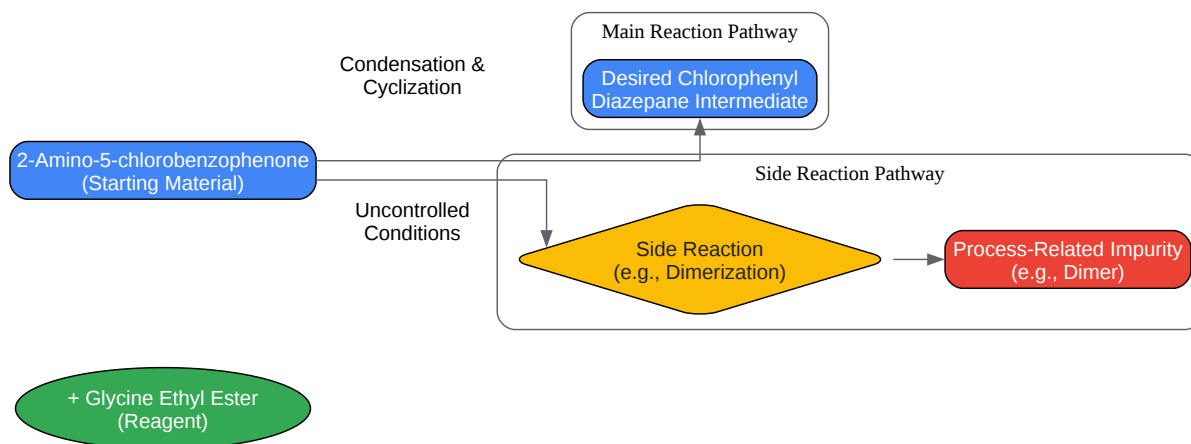 Main Reaction Pathway
Condensation &
Cyclization
Desired Chlorophenyl
Diazepane Intermediate
2-Amino-5-chlorobenzophenone
(Starting Material)
Side Reaction Pathway
Uncontrolled
Conditions
Side Reaction
(e.g., Dimerization)
Process-Related Impurity
(e.g., Dimer)
+ Glycine Ethyl Ester
(Reagent)